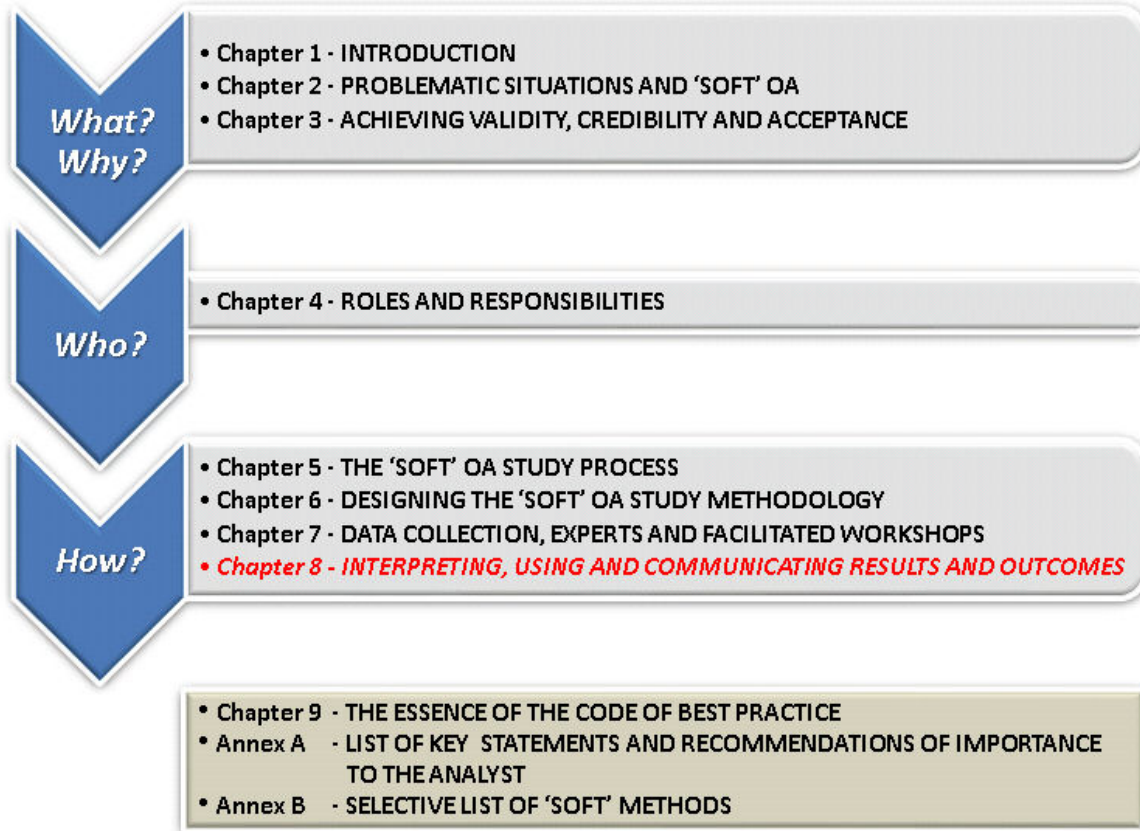 What?
Why?
• Chapter 1 - INTRODUCTION
• Chapter 2 - PROBLEMATIC SITUATIONS AND ‘SOFT’ OA
• Chapter 3 - ACHIEVING VALIDITY, CREDIBILITY AND ACCEPTANCE
Who?
• Chapter 4 - ROLES AND RESPONSIBILITIES
How?
• Chapter 5 - THE ‘SOFT’ OA STUDY PROCESS
• Chapter 6 - DESIGNING THE ‘SOFT’ OA STUDY METHODOLOGY
• Chapter 7 - DATA COLLECTION, EXPERTS AND FACILITATED WORKSHOPS
• Chapter 8 - INTERPRETING, USING AND COMMUNICATING RESULTS AND OUTCOMES
• Chapter 9 - THE ESSENCE OF THE CODE OF BEST PRACTICE
• Annex A - LIST OF KEY STATEMENTS AND RECOMMENDATIONS OF IMPORTANCE
TO THE ANALYST
• Annex B - SELECTIVE LIST OF ‘SOFT’ METHODS